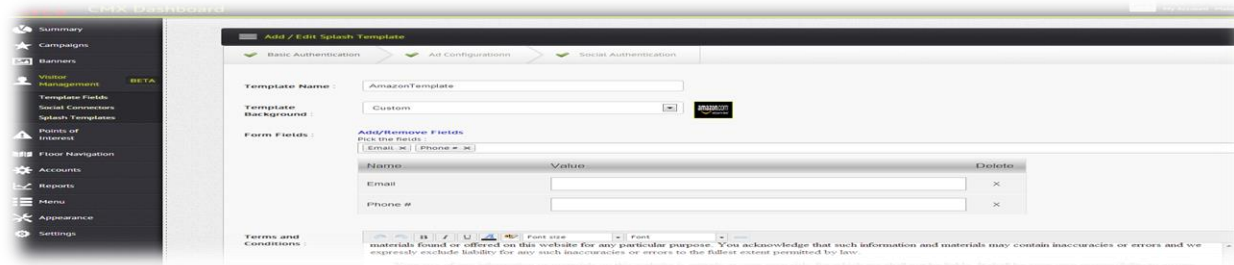 CMX Dashboard
My Account
Summary
Campaigns
Banners
Visitor
Management BETA
Template Fields
Social Connectors
Splash Templates
Points of
Interest
Floor Navigation
Accounts
Reports
Menu
Appearance
Settings
Add / Edit Splash Template
Basic Authentication
Ad Configurationn
Social Authentication
Template Name : AmazonTemplate
Template
Background : Custom
amazon.com
Form Fields : Add/Remove Fields
Pick the fields :
Email × Phone # ×
Name Value Delete
Email ×
Phone # ×
Terms and
Conditions :
B I U A Font size Font
materials found or offered on this website for any particular purpose. You acknowledge that such information and materials may contain inaccuracies or errors and we
expressly exclude liability for any such inaccuracies or errors to the fullest extent permitted by law.